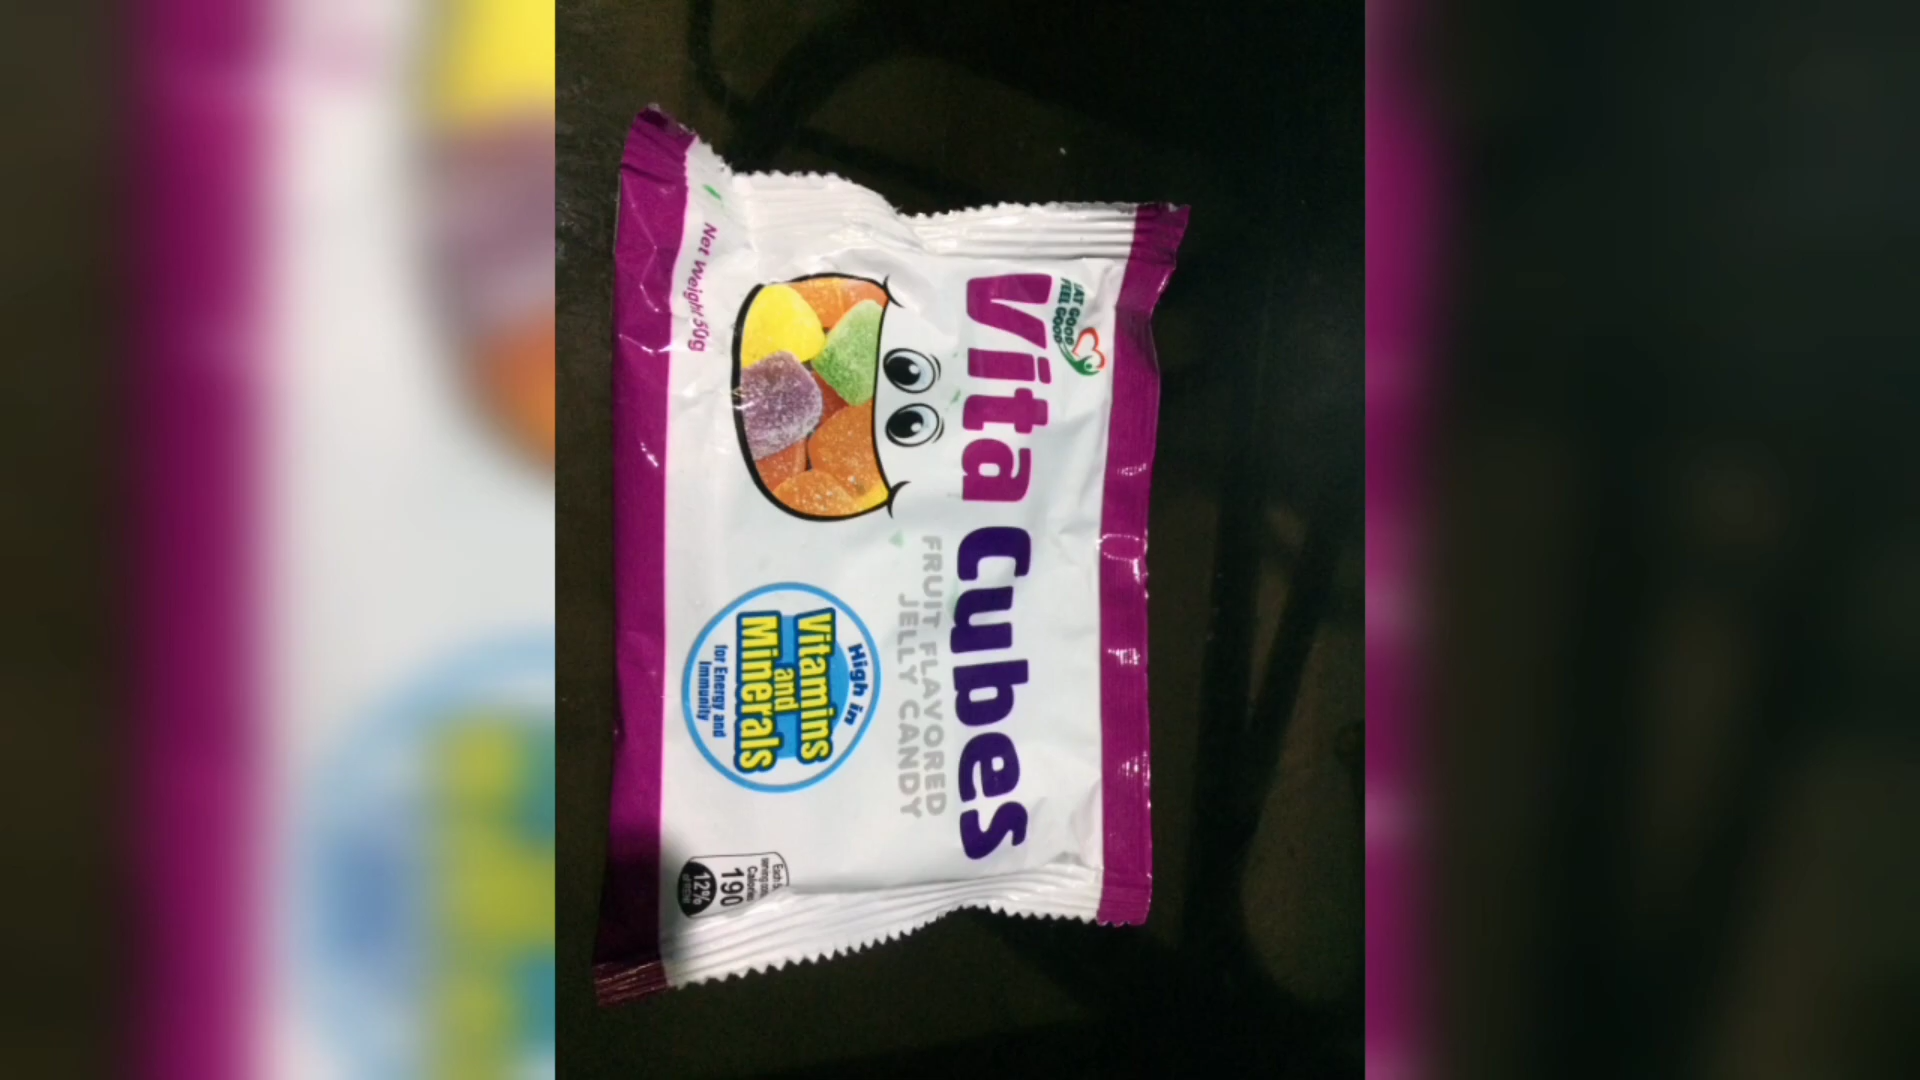 EAT GOOD
FEEL GOOD
Vita Cubes
FRUIT FLAVORED
JELLY CANDY
High in
Vitamins
and
Minerals
for Energy and
Immunity
Net Weight 50g
Calories
190
12%